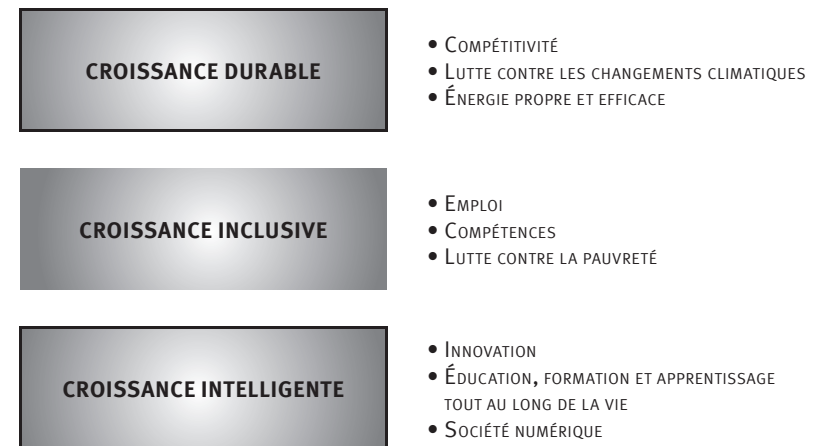 CROISSANCE DURABLE
• COMPÉTITIVITÉ
• LUTTE CONTRE LES CHANGEMENTS CLIMATIQUES
• ÉNERGIE PROPRE ET EFFICACE
CROISSANCE INCLUSIVE
• EMPLOI
• COMPÉTENCES
• LUTTE CONTRE LA PAUVRETÉ
CROISSANCE INTELLIGENTE
• INNOVATION
• ÉDUCATION, FORMATION ET APPRENTISSAGE
TOUT AU LONG DE LA VIE
• SOCIÉTÉ NUMÉRIQUE